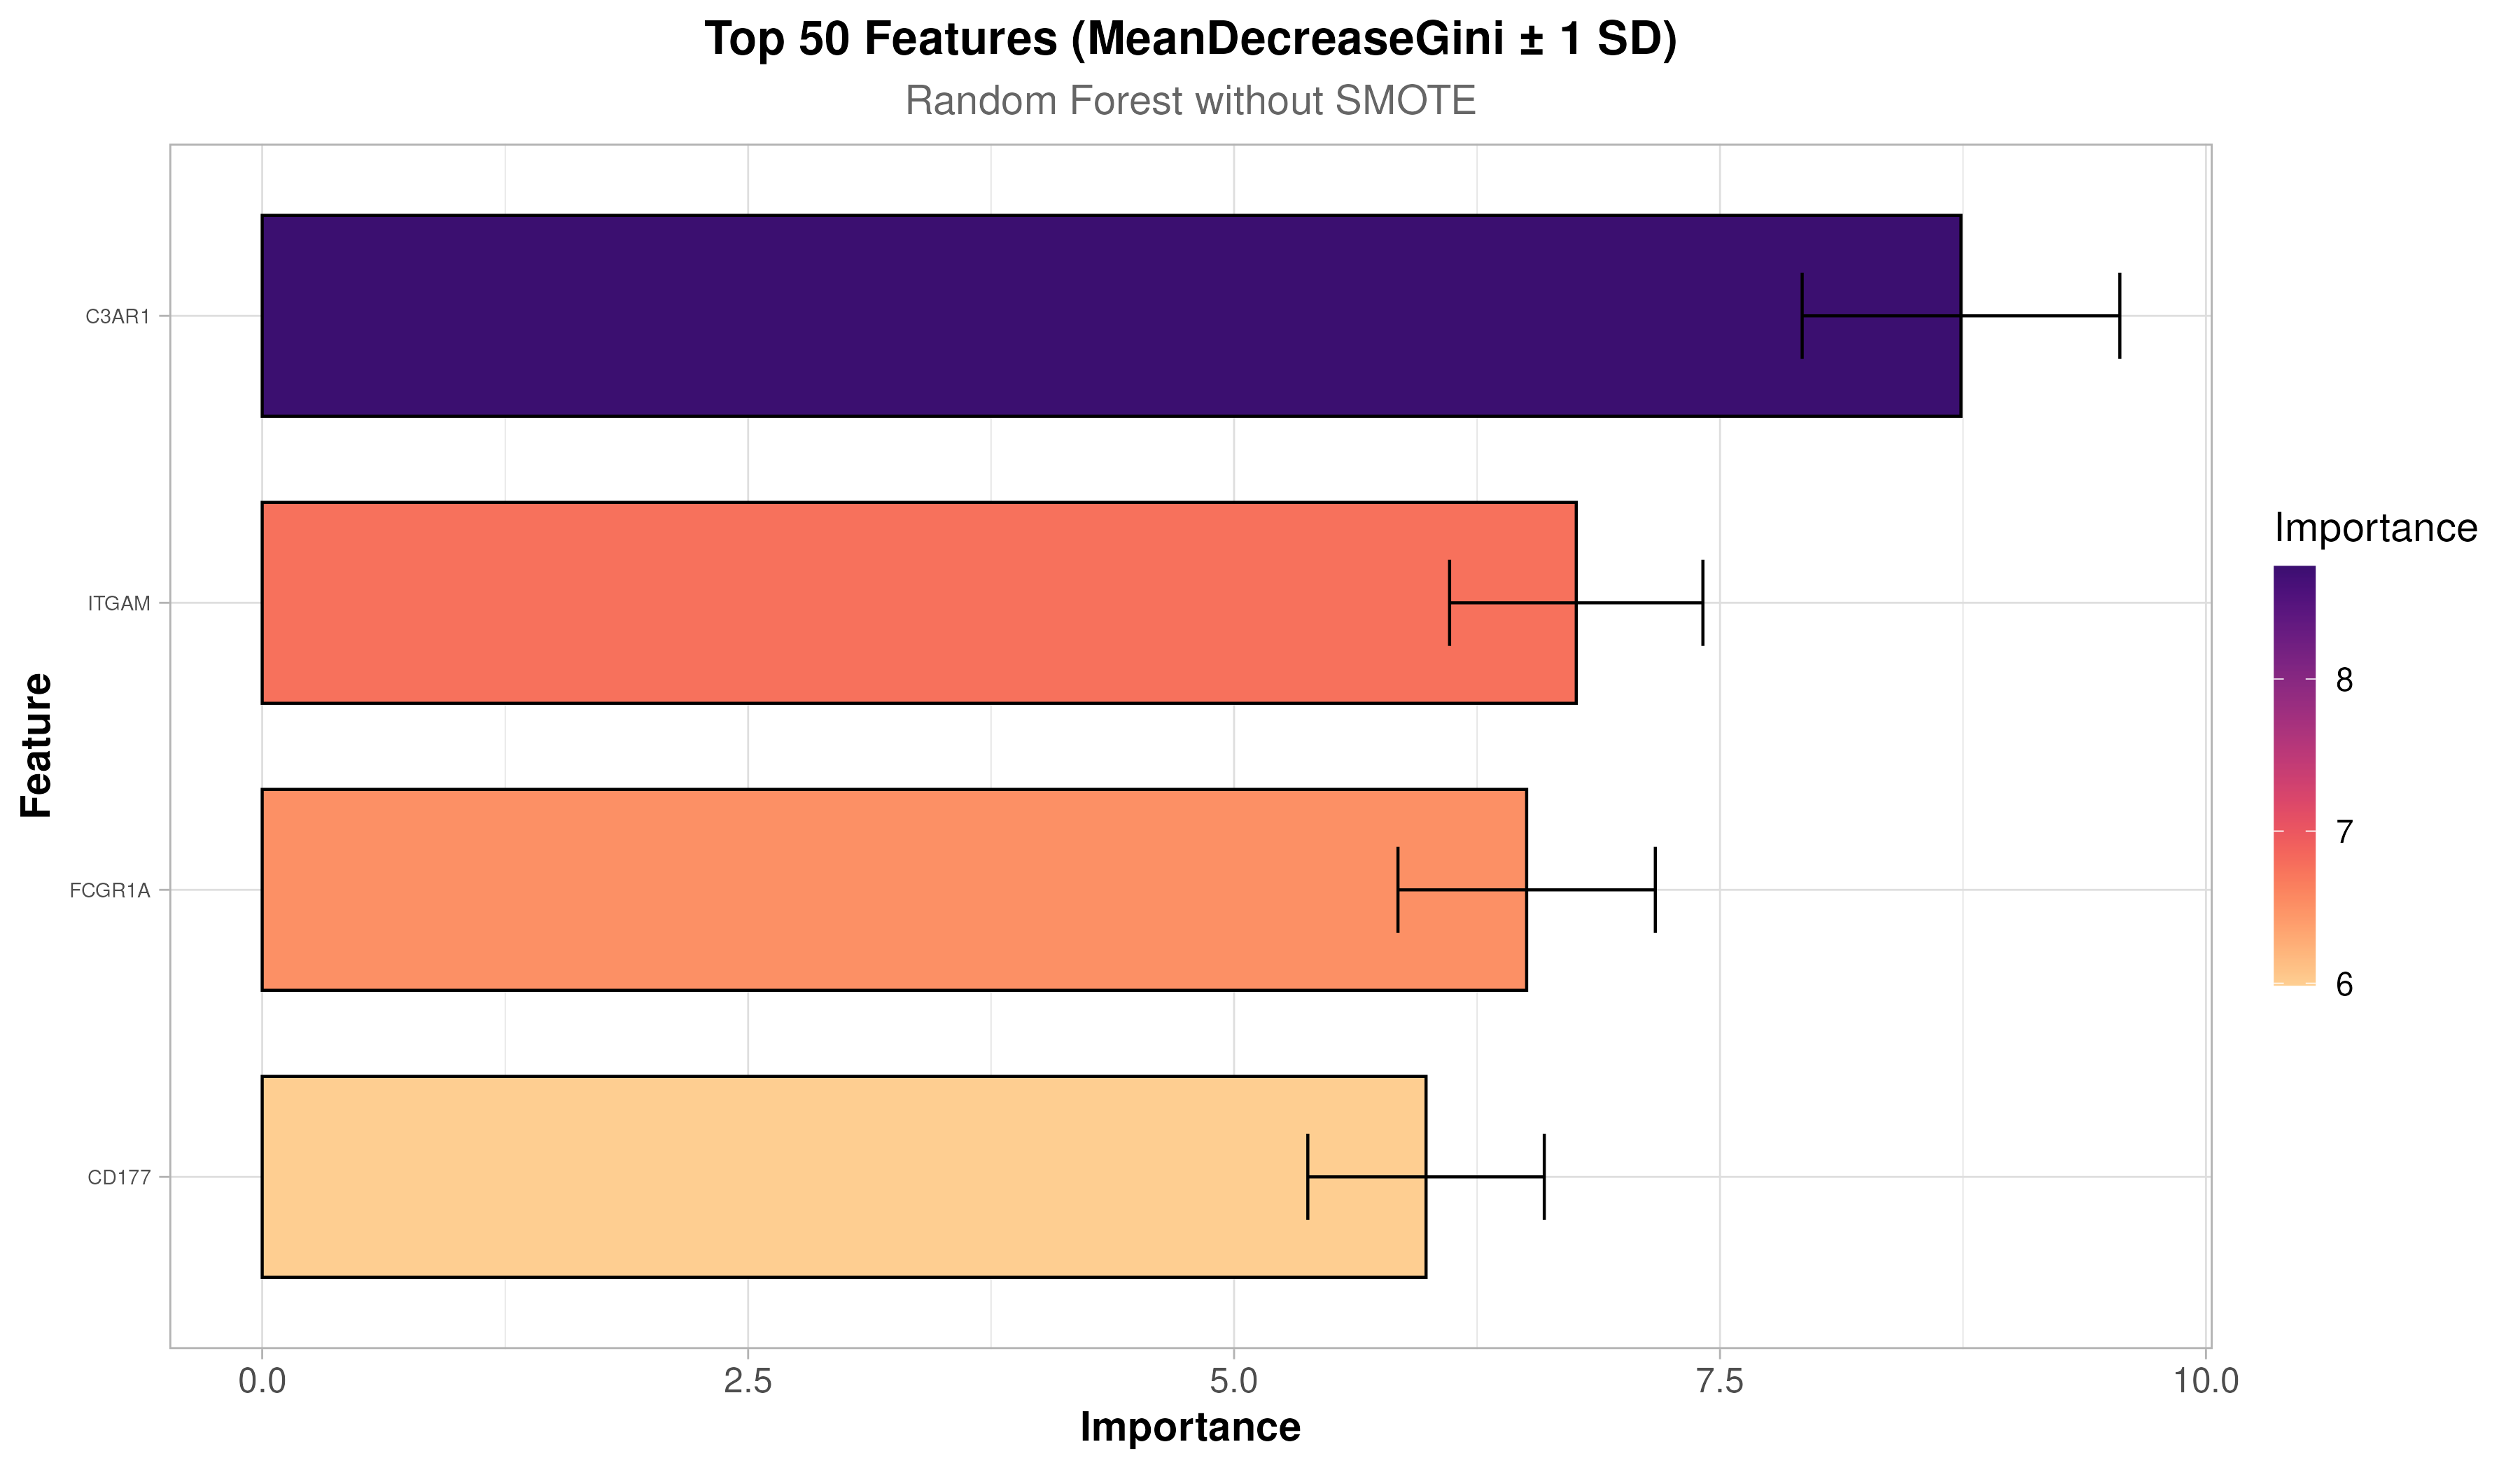 Top 50 Features (MeanDecreaseGini ± 1 SD)
Random Forest without SMOTE
Feature
C3AR1
ITGAM
FCGR1A
CD177
0.0 2.5 5.0 7.5 10.0
Importance
Importance
8
7
6